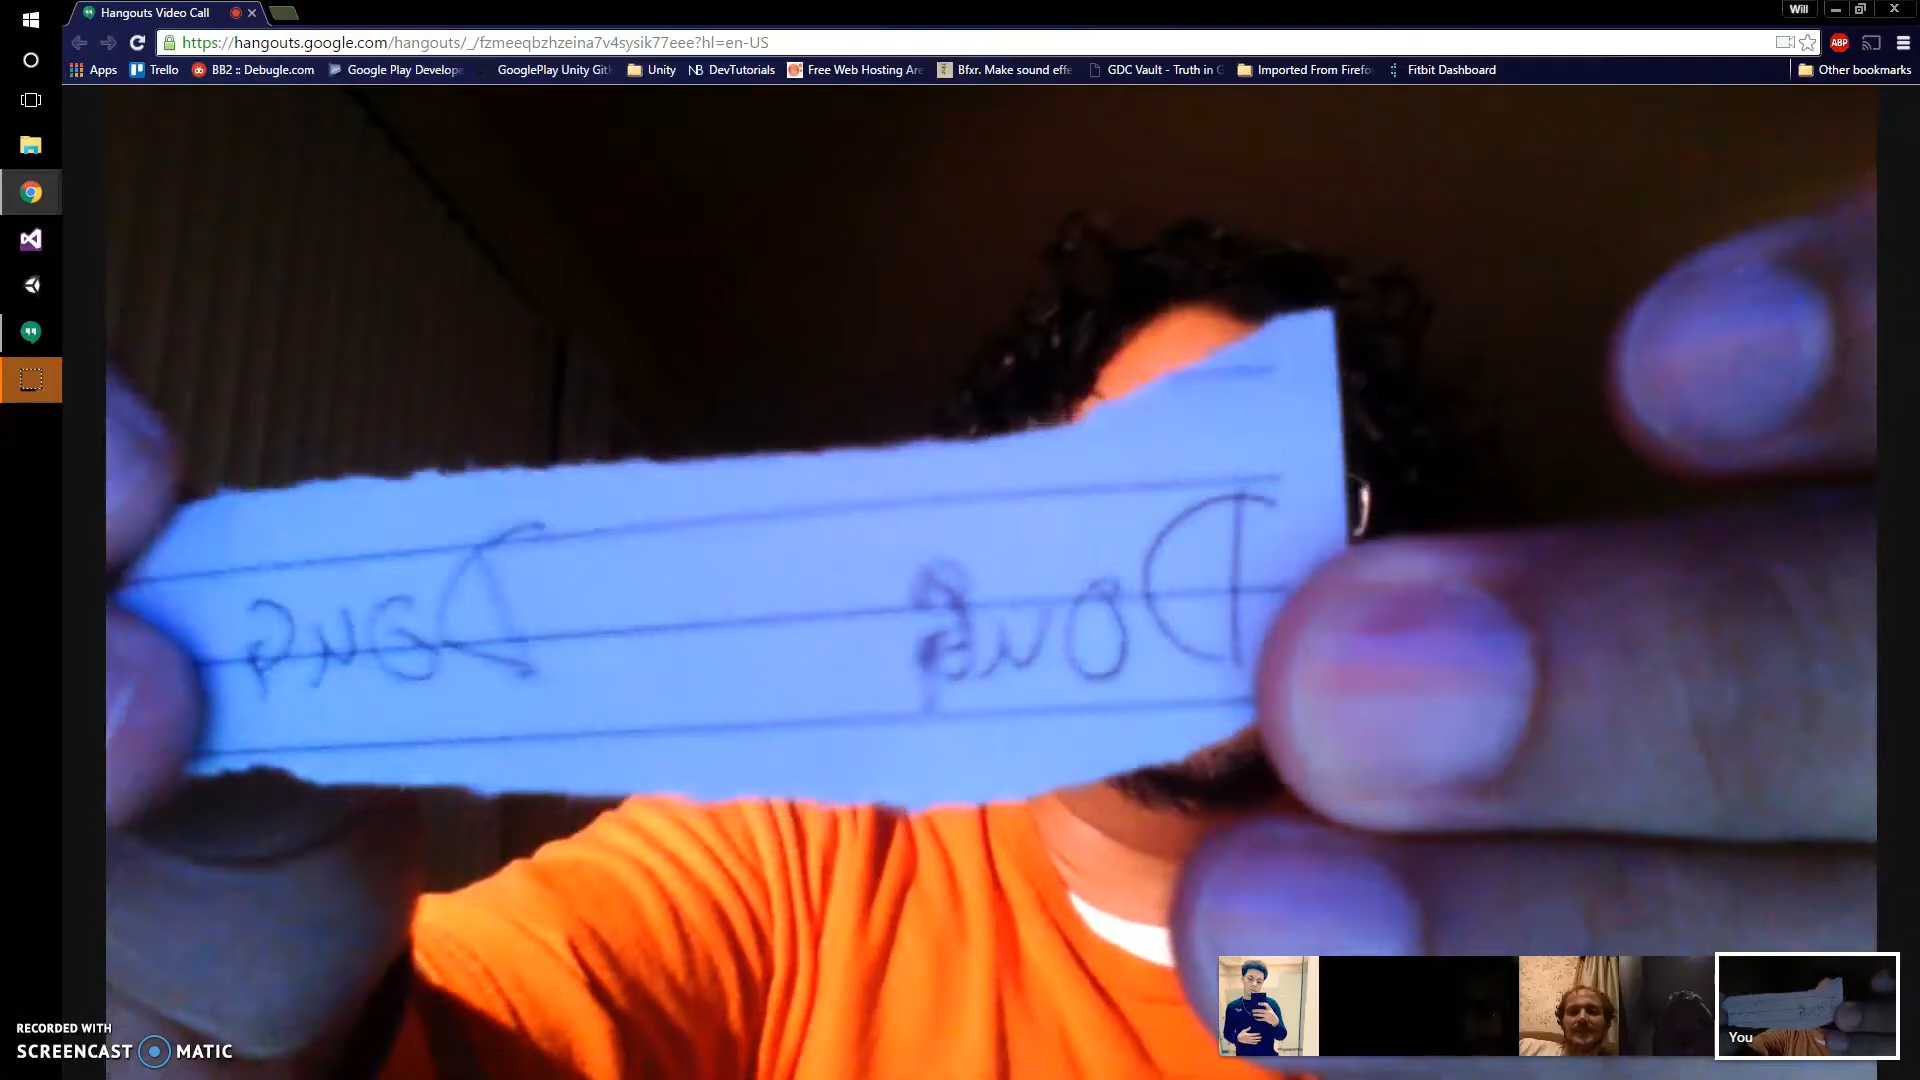 Hangouts Video Call
Will
https://hangouts.google.com/hangouts/_/fzmeeqbzhzeina7v4sysik77eee?hl=en-US
ABP
Apps Trello BB2 :: Debugle.com Google Play Develope GooglePlay Unity Git Unity NB DevTutorials Free Web Hosting Are Bfxr. Make sound effe GDC Vault - Truth in G Imported From Firefo Fitbit Dashboard Other bookmarks
RECORDED WITH
SCREENCAST MATIC
You